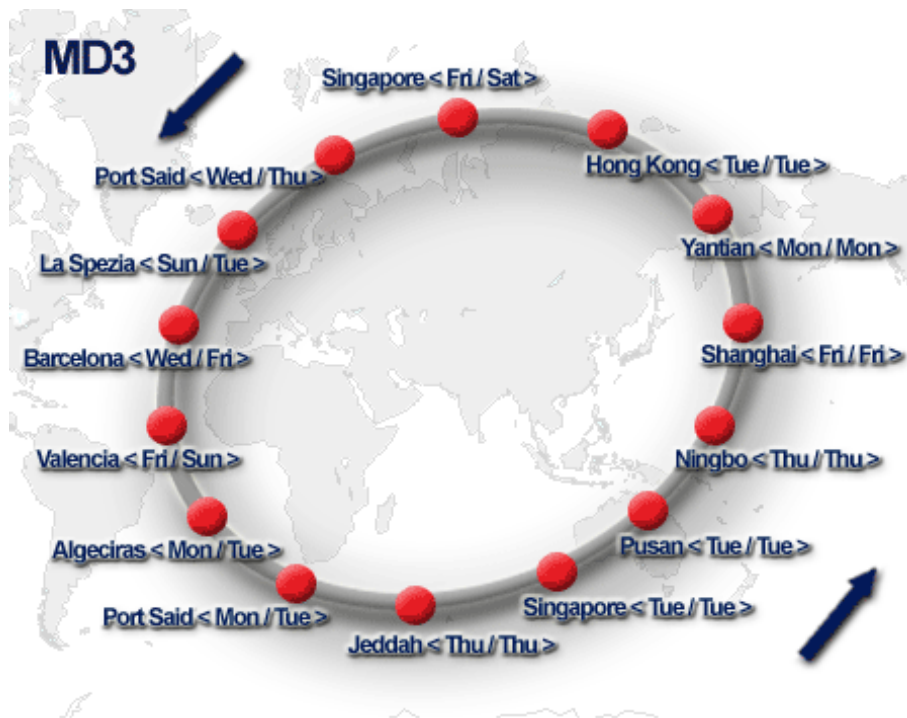 MD3
Singapore < Fri / Sat >
Hong Kong < Tue / Tue >
Port Said < Wed / Thu >
Yantian < Mon / Mon >
La Spezia < Sun / Tue >
Shanghai < Fri / Fri >
Barcelona < Wed / Fri >
Valencia < Fri / Sun >
Ningbo < Thu / Thu >
Algeciras < Mon / Tue >
Pusan < Tue / Tue >
Port Said < Mon / Tue >
Singapore < Tue / Tue >
Jeddah < Thu / Thu >